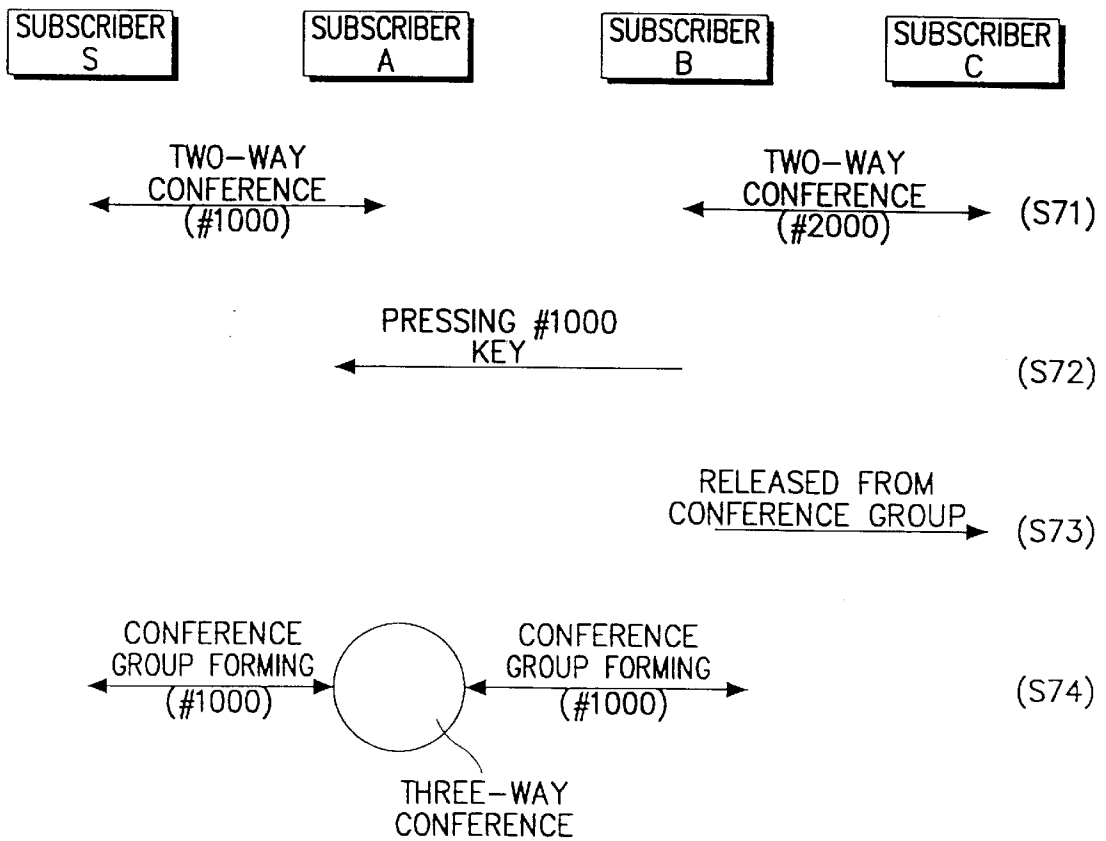 SUBSCRIBER
S
SUBSCRIBER
A
SUBSCRIBER
B
SUBSCRIBER
C
TWO-WAY
CONFERENCE
(#1000)
TWO-WAY
CONFERENCE
(#2000)
(S71)
PRESSING #1000
KEY
(S72)
RELEASED FROM
CONFERENCE GROUP
(S73)
CONFERENCE
GROUP FORMING
(#1000)
CONFERENCE
GROUP FORMING
(#1000)
(S74)
THREE-WAY
CONFERENCE